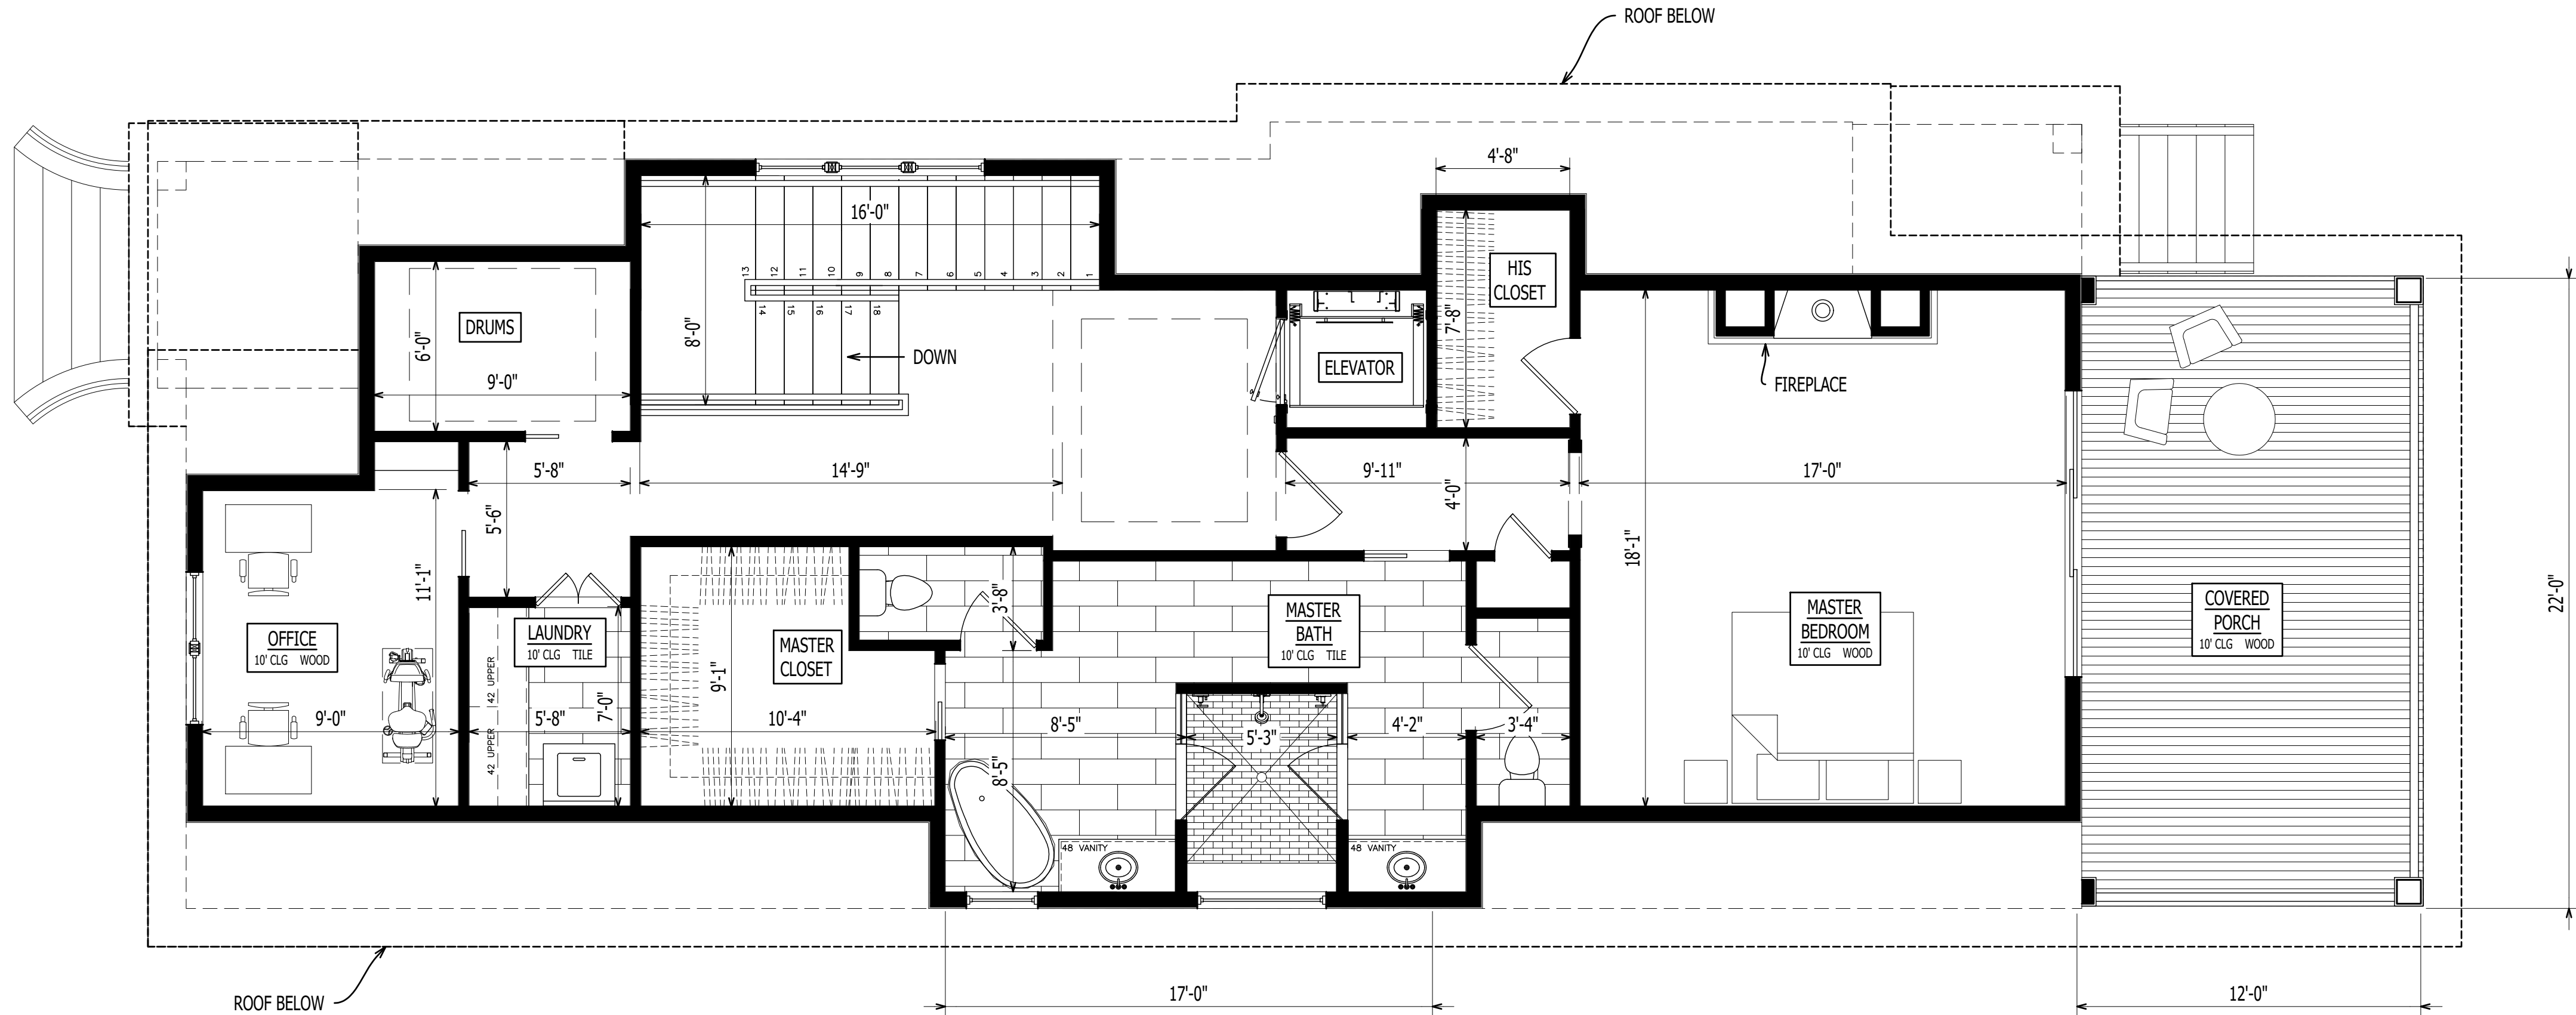 ROOF BELOW
4'-8"
16'-0"
HIS
CLOSET
13
12
11
10
9
8
7
6
5
4
3
2
1
14
15
16
17
18
DRUMS
6'-0"
9'-0"
8'-0"
DOWN
ELEVATOR
7'-8"
FIREPLACE
5'-8"
14'-9"
9'-11"
4'-0"
17'-0"
5'-6"
18'-1"
11'-1"
22'-0"
3'-8"
OFFICE
10' CLG WOOD
LAUNDRY
10' CLG TILE
MASTER
CLOSET
MASTER
BATH
10' CLG TILE
MASTER
BEDROOM
10' CLG WOOD
COVERED
PORCH
10' CLG WOOD
42 UPPER
42 UPPER
9'-0"
5'-8"
7'-0"
9'-1"
10'-4"
8'-5"
5'-3"
4'-2"
3'-4"
8'-5"
48 VANITY
48 VANITY
ROOF BELOW
17'-0"
12'-0"